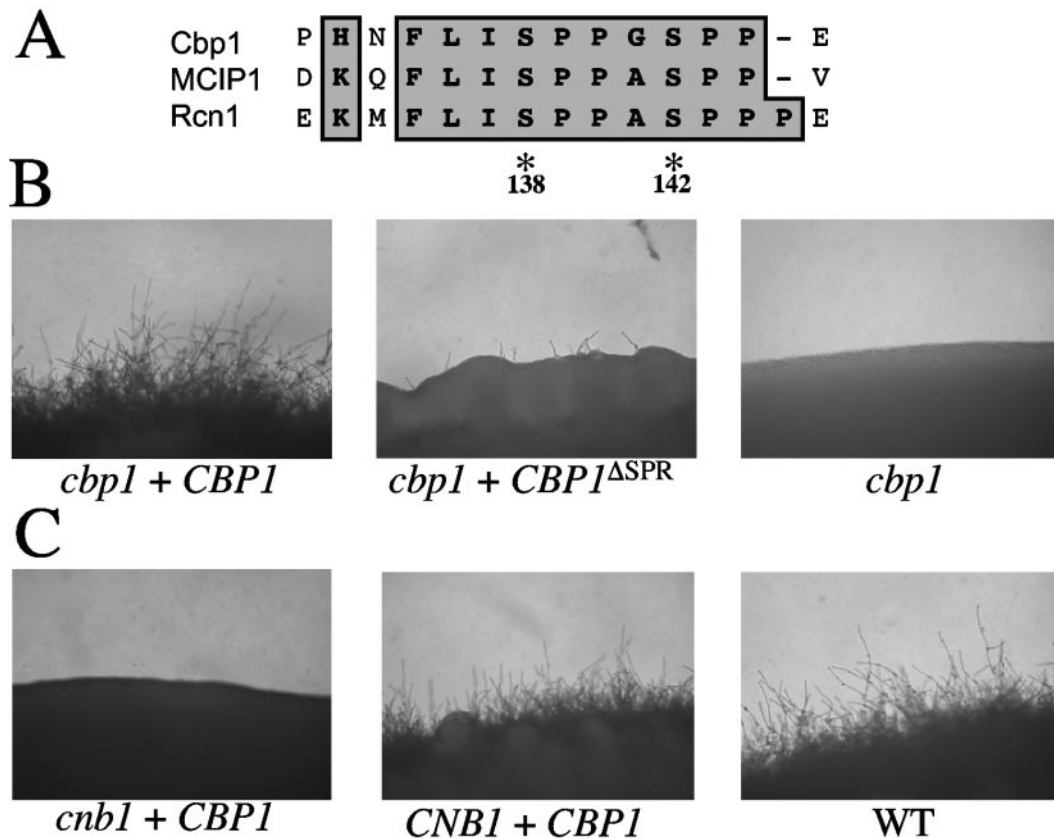 A
Cbp1 P H N F L I S P P G S P P - E
MCIP1 D K Q F L I S P P A S P P - V
Rcn1 E K M F L I S P P A S P P P E
* *
138 142
B
cbp1 + CBP1 cbp1 + CBP1ΔSPR cbp1
C
cnb1 + CBP1 CNB1 + CBP1 WT